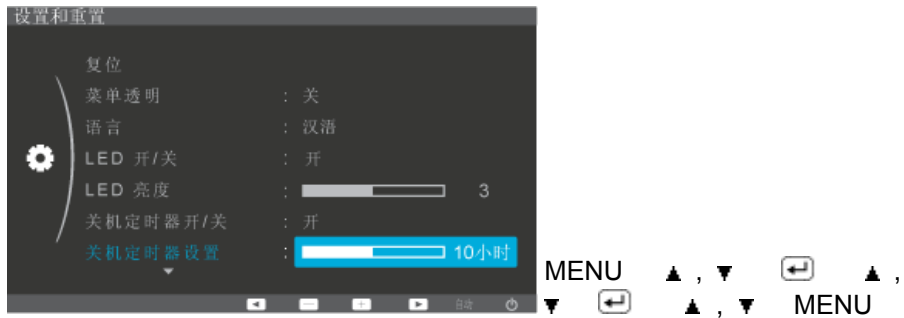 设置和重置
复位
菜单透明 : 关
语言 : 汉语
LED 开/关 : 开
LED 亮度 : 3
关机定时器开/关 : 开
关机定时器设置 : 10小时
自动
MENU ▲ , ▼ ▲ ,
▼ ▲ , ▼ MENU